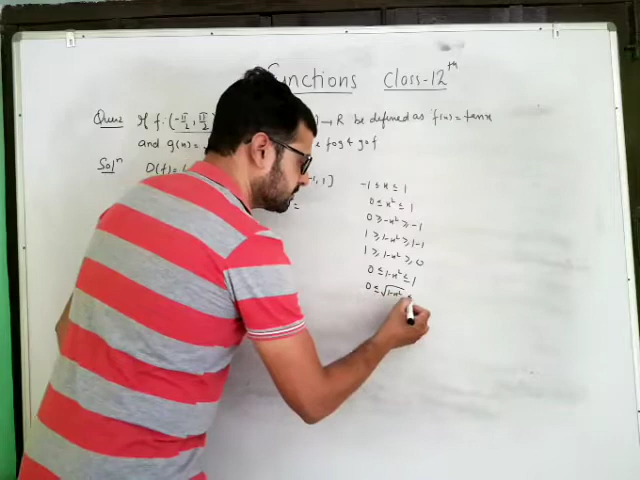 Functions Class-12th
Ques If f: (-π/2, π/2) ] → R be defined as f(x) = tanx
and g(x) = fog & gof
Solⁿ D(f) = -1, 1]
=
-1 ≤ x ≤ 1
0 ≤ x² ≤ 1
0 ≥ -x² ≥ -1
1 ≥ 1-x² ≥ 1-1
1 ≥ 1-x² ≥ 0
0 ≤ 1-x² ≤ 1
0 ≤ √1-x² ≤